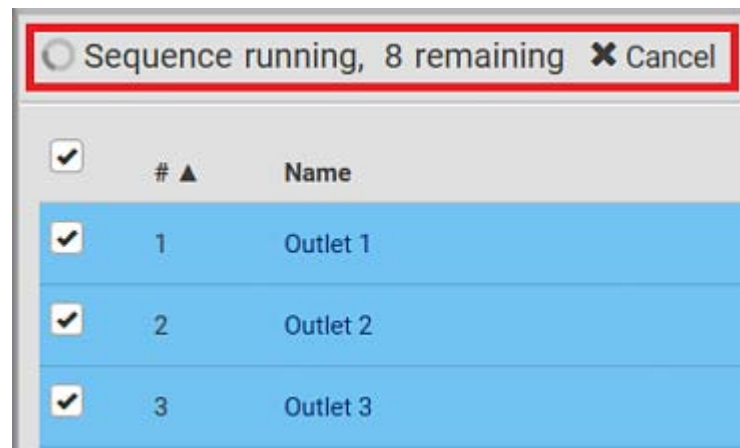 Sequence running, 8 remaining ✖ Cancel
# ▲ Name
1 Outlet 1
2 Outlet 2
3 Outlet 3